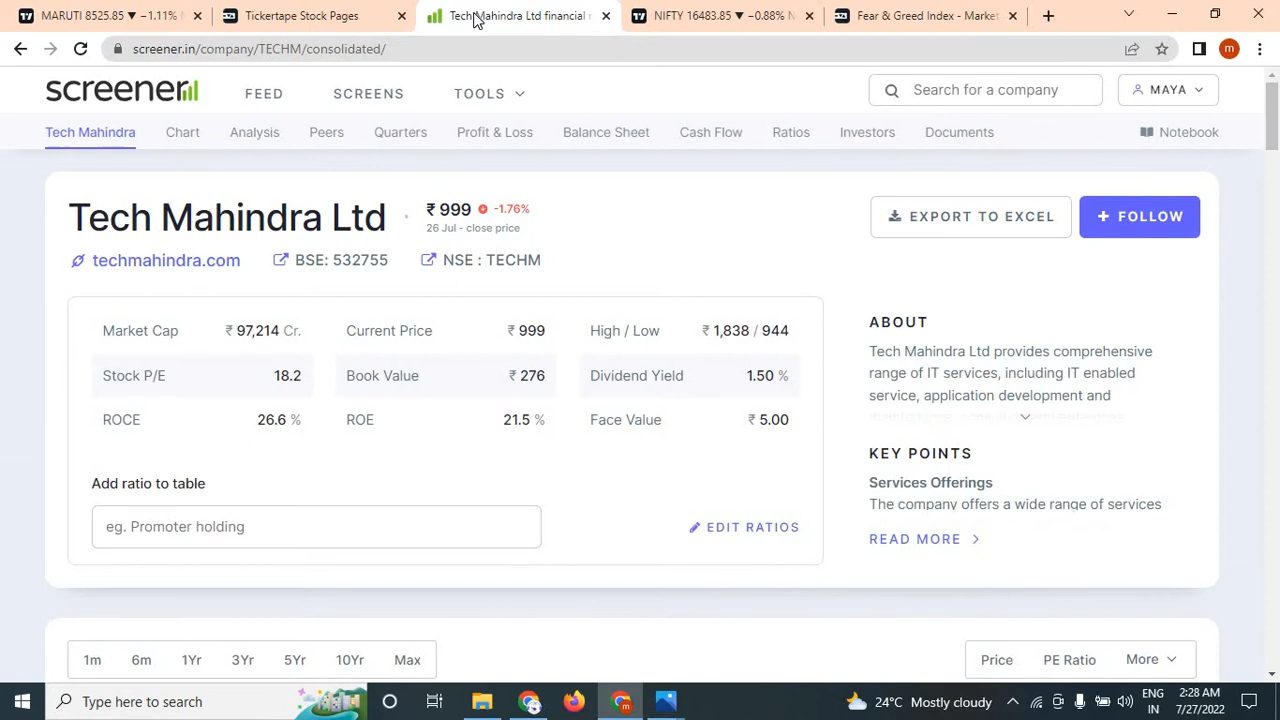 MARUTI 8525.85 ▼ −1.11%
Tickertape Stock Pages
Tech Mahindra Ltd financial
NIFTY 16483.85 ▼ −0.88%
Fear & Greed Index - Market
screener.in/company/TECHM/consolidated/
m
screener
FEED
SCREENS
TOOLS
Search for a company
MAYA
Tech Mahindra
Chart
Analysis
Peers
Quarters
Profit & Loss
Balance Sheet
Cash Flow
Ratios
Investors
Documents
Notebook
Tech Mahindra Ltd
₹ 999 -1.76%
26 Jul - close price
EXPORT TO EXCEL
+ FOLLOW
techmahindra.com
BSE: 532755
NSE : TECHM
Market Cap ₹ 97,214 Cr.
Current Price ₹ 999
High / Low ₹ 1,838 / 944
Stock P/E 18.2
Book Value ₹ 276
Dividend Yield 1.50 %
ROCE 26.6 %
ROE 21.5 %
Face Value ₹ 5.00
Add ratio to table
eg. Promoter holding
EDIT RATIOS
ABOUT
Tech Mahindra Ltd provides comprehensive
range of IT services, including IT enabled
services, application development and
KEY POINTS
Services Offerings
The company offers a wide range of services
READ MORE
1m
6m
1Yr
3Yr
5Yr
10Yr
Max
Price
PE Ratio
More
Type here to search
24°C Mostly cloudy
ENG
IN
2:28 AM
7/27/2022